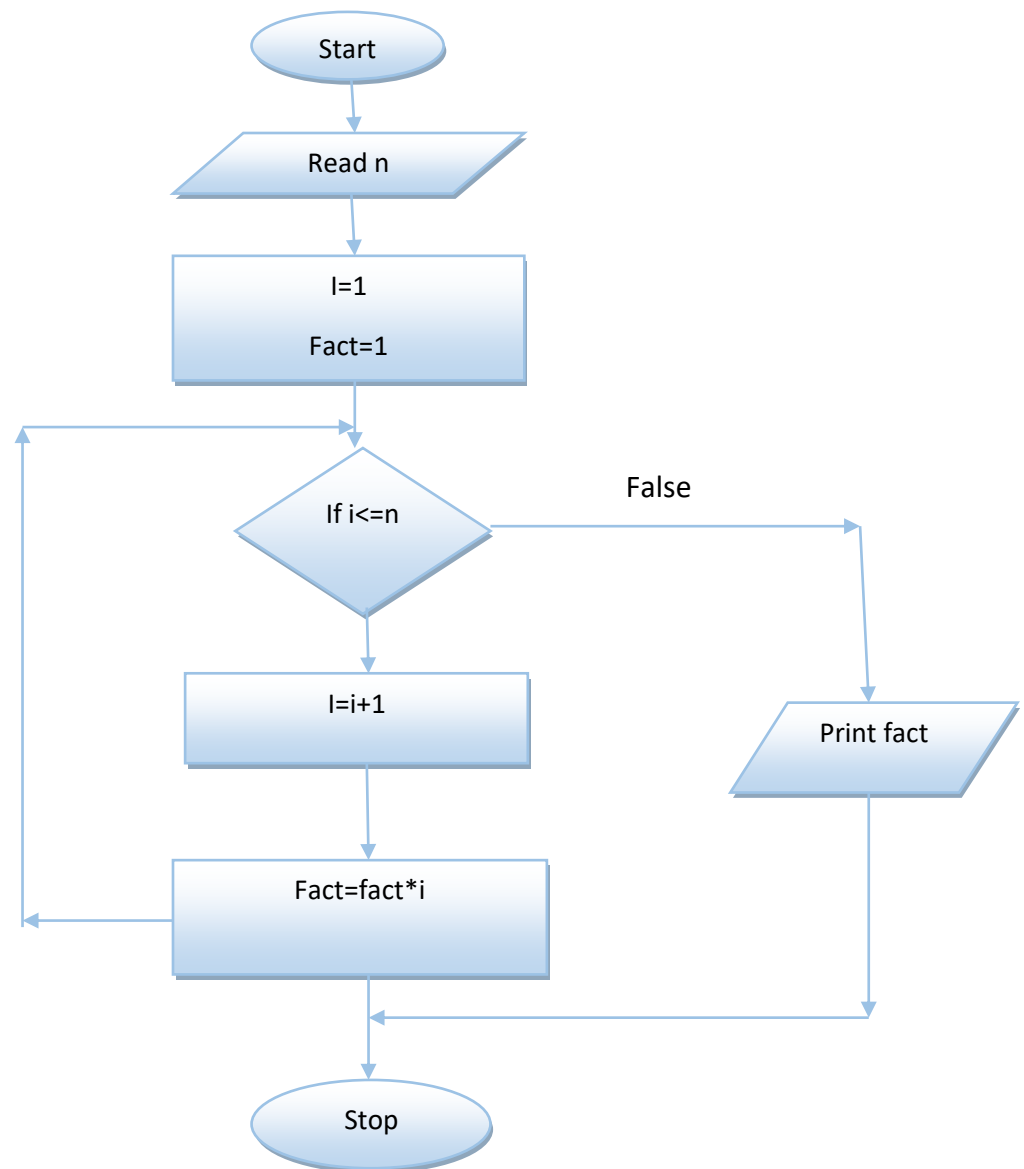 Start
Read n
I=1
Fact=1
If i<=n
False
I=i+1
Print fact
Fact=fact*i
Stop